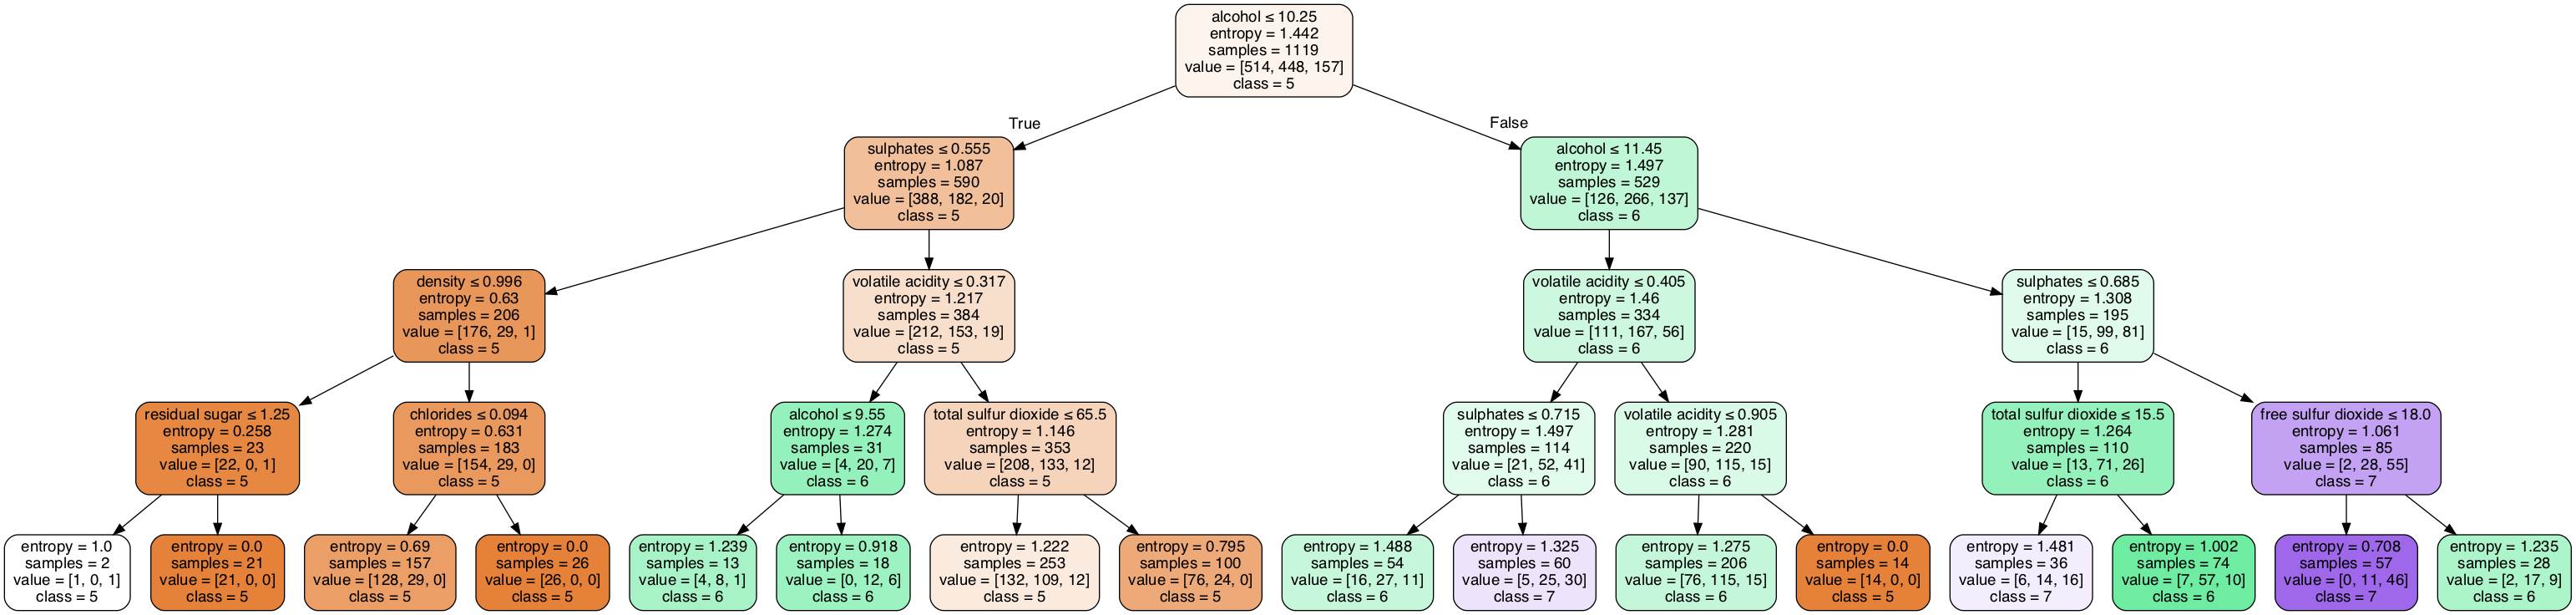 alcohol ≤ 10.25
entropy = 1.442
samples = 1119
value = [514, 448, 157]
class = 5
True
False
sulphates ≤ 0.555
entropy = 1.087
samples = 590
value = [388, 182, 20]
class = 5
alcohol ≤ 11.45
entropy = 1.497
samples = 529
value = [126, 266, 137]
class = 6
density ≤ 0.996
entropy = 0.63
samples = 206
value = [176, 29, 1]
class = 5
volatile acidity ≤ 0.317
entropy = 1.217
samples = 384
value = [212, 153, 19]
class = 5
volatile acidity ≤ 0.405
entropy = 1.46
samples = 334
value = [111, 167, 56]
class = 6
sulphates ≤ 0.685
entropy = 1.308
samples = 195
value = [15, 99, 81]
class = 6
residual sugar ≤ 1.25
entropy = 0.258
samples = 23
value = [22, 0, 1]
class = 5
chlorides ≤ 0.094
entropy = 0.631
samples = 183
value = [154, 29, 0]
class = 5
alcohol ≤ 9.55
entropy = 1.274
samples = 31
value = [4, 20, 7]
class = 6
total sulfur dioxide ≤ 65.5
entropy = 1.146
samples = 353
value = [208, 133, 12]
class = 5
sulphates ≤ 0.715
entropy = 1.497
samples = 114
value = [21, 52, 41]
class = 6
volatile acidity ≤ 0.905
entropy = 1.281
samples = 220
value = [90, 115, 15]
class = 6
total sulfur dioxide ≤ 15.5
entropy = 1.264
samples = 110
value = [13, 71, 26]
class = 6
free sulfur dioxide ≤ 18.0
entropy = 1.061
samples = 85
value = [2, 28, 55]
class = 7
entropy = 1.0
samples = 2
value = [1, 0, 1]
class = 5
entropy = 0.0
samples = 21
value = [21, 0, 0]
class = 5
entropy = 0.69
samples = 157
value = [128, 29, 0]
class = 5
entropy = 0.0
samples = 26
value = [26, 0, 0]
class = 5
entropy = 1.239
samples = 13
value = [4, 8, 1]
class = 6
entropy = 0.918
samples = 18
value = [0, 12, 6]
class = 6
entropy = 1.222
samples = 253
value = [132, 109, 12]
class = 5
entropy = 0.795
samples = 100
value = [76, 24, 0]
class = 5
entropy = 1.488
samples = 54
value = [16, 27, 11]
class = 6
entropy = 1.325
samples = 60
value = [5, 25, 30]
class = 7
entropy = 1.275
samples = 206
value = [76, 115, 15]
class = 6
entropy = 0.0
samples = 14
value = [14, 0, 0]
class = 5
entropy = 1.481
samples = 36
value = [6, 14, 16]
class = 7
entropy = 1.002
samples = 74
value = [7, 57, 10]
class = 6
entropy = 0.708
samples = 57
value = [0, 11, 46]
class = 7
entropy = 1.235
samples = 28
value = [2, 17, 9]
class = 6